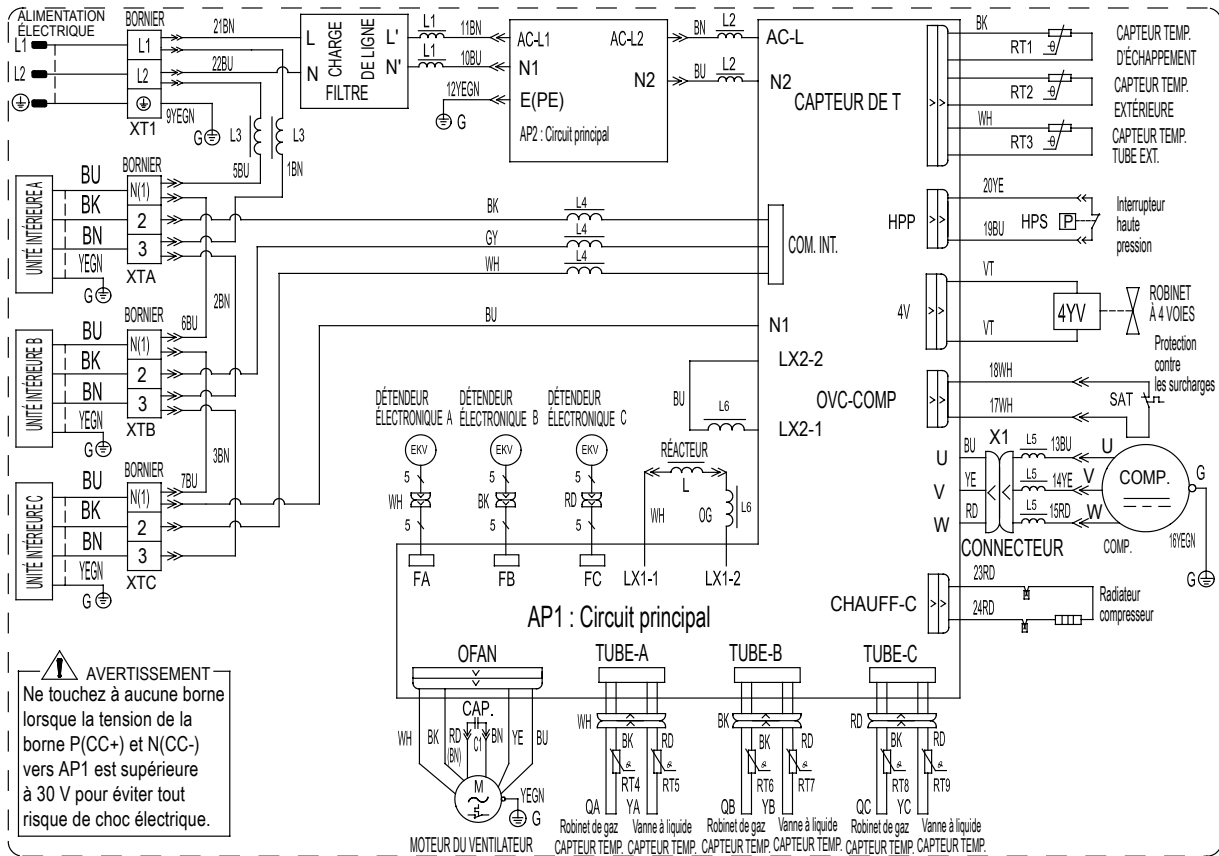 ALIMENTATION
ÉLECTRIQUE
L1
L2
BORNIER
L1
L2
XT1
21BN
22BU
9YEGN
G
L3
L3
5BU
1BN
L
N
CHARGE
DE LIGNE
FILTRE
L'
N'
L1
L1
11BN
10BU
12YEGN
G
AC-L1
N1
E(PE)
AC-L2
N2
AP2 : Circuit principal
BN
L2
BU
L2
AC-L
N2
CAPTEUR DE T
BK
RT1
CAPTEUR TEMP.
D'ÉCHAPPEMENT
RT2
CAPTEUR TEMP.
EXTÉRIEURE
WH
RT3
CAPTEUR TEMP.
TUBE EXT.
UNITÉ INTÉRIEURE A
BU
BK
BN
YEGN
G
BORNIER
N(1)
2
3
XTA
BK
L4
GY
L4
WH
L4
COM. INT.
HPP
20YE
19BU
HPS
P
Interrupteur
haute
pression
2BN
6BU
UNITÉ INTÉRIEURE B
BU
BK
BN
YEGN
G
BORNIER
N(1)
2
3
XTB
BU
N1
4V
VT
VT
4YV
ROBINET
À 4 VOIES
LX2-2
BU
L6
LX2-1
OVC-COMP
18WH
17WH
SAT
Protection
contre
les surcharges
3BN
7BU
UNITÉ INTÉRIEURE C
BU
BK
BN
YEGN
G
BORNIER
N(1)
2
3
XTC
DÉTENDEUR
ÉLECTRONIQUE A
EKV
5
WH
5
FA
DÉTENDEUR
ÉLECTRONIQUE B
EKV
5
BK
5
FB
DÉTENDEUR
ÉLECTRONIQUE C
EKV
5
RD
5
FC
RÉACTEUR
L
WH
OG
L6
LX1-1
LX1-2
U
V
W
BU
YE
RD
X1
CONNECTEUR
L5
13BU
L5
14YE
L5
15RD
U
V
W
COMP.
COMP.
G
16YEGN
G
CHAUFF-C
23RD
24RD
Radiateur
compresseur
AP1 : Circuit principal
AVERTISSEMENT
Ne touchez à aucune borne
lorsque la tension de la
borne P(CC+) et N(CC-)
vers AP1 est supérieure
à 30 V pour éviter tout
risque de choc électrique.
OFAN
CAP.
WH
BK
RD
(BN)
C1
BN
YE
BU
M
YEGN
G
MOTEUR DU VENTILATEUR
TUBE-A
WH
BK
RD
RT4
RT5
QA
YA
Robinet de gaz
CAPTEUR TEMP.
Vanne à liquide
CAPTEUR TEMP.
TUBE-B
BK
BK
RD
RT6
RT7
QB
YB
Robinet de gaz
CAPTEUR TEMP.
Vanne à liquide
CAPTEUR TEMP.
TUBE-C
RD
BK
RD
RT8
RT9
QC
YC
Robinet de gaz
CAPTEUR TEMP.
Vanne à liquide
CAPTEUR TEMP.